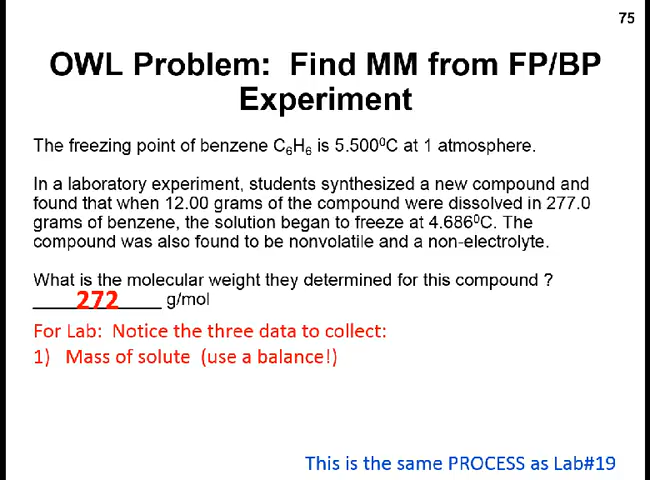 75
OWL Problem: Find MM from FP/BP
Experiment
The freezing point of benzene C₆H₆ is 5.500⁰C at 1 atmosphere.
In a laboratory experiment, students synthesized a new compound and
found that when 12.00 grams of the compound were dissolved in 277.0
grams of benzene, the solution began to freeze at 4.686⁰C. The
compound was also found to be nonvolatile and a non-electrolyte.
What is the molecular weight they determined for this compound ?
____272____ g/mol
For Lab: Notice the three data to collect:
1) Mass of solute (use a balance!)
This is the same PROCESS as Lab#19